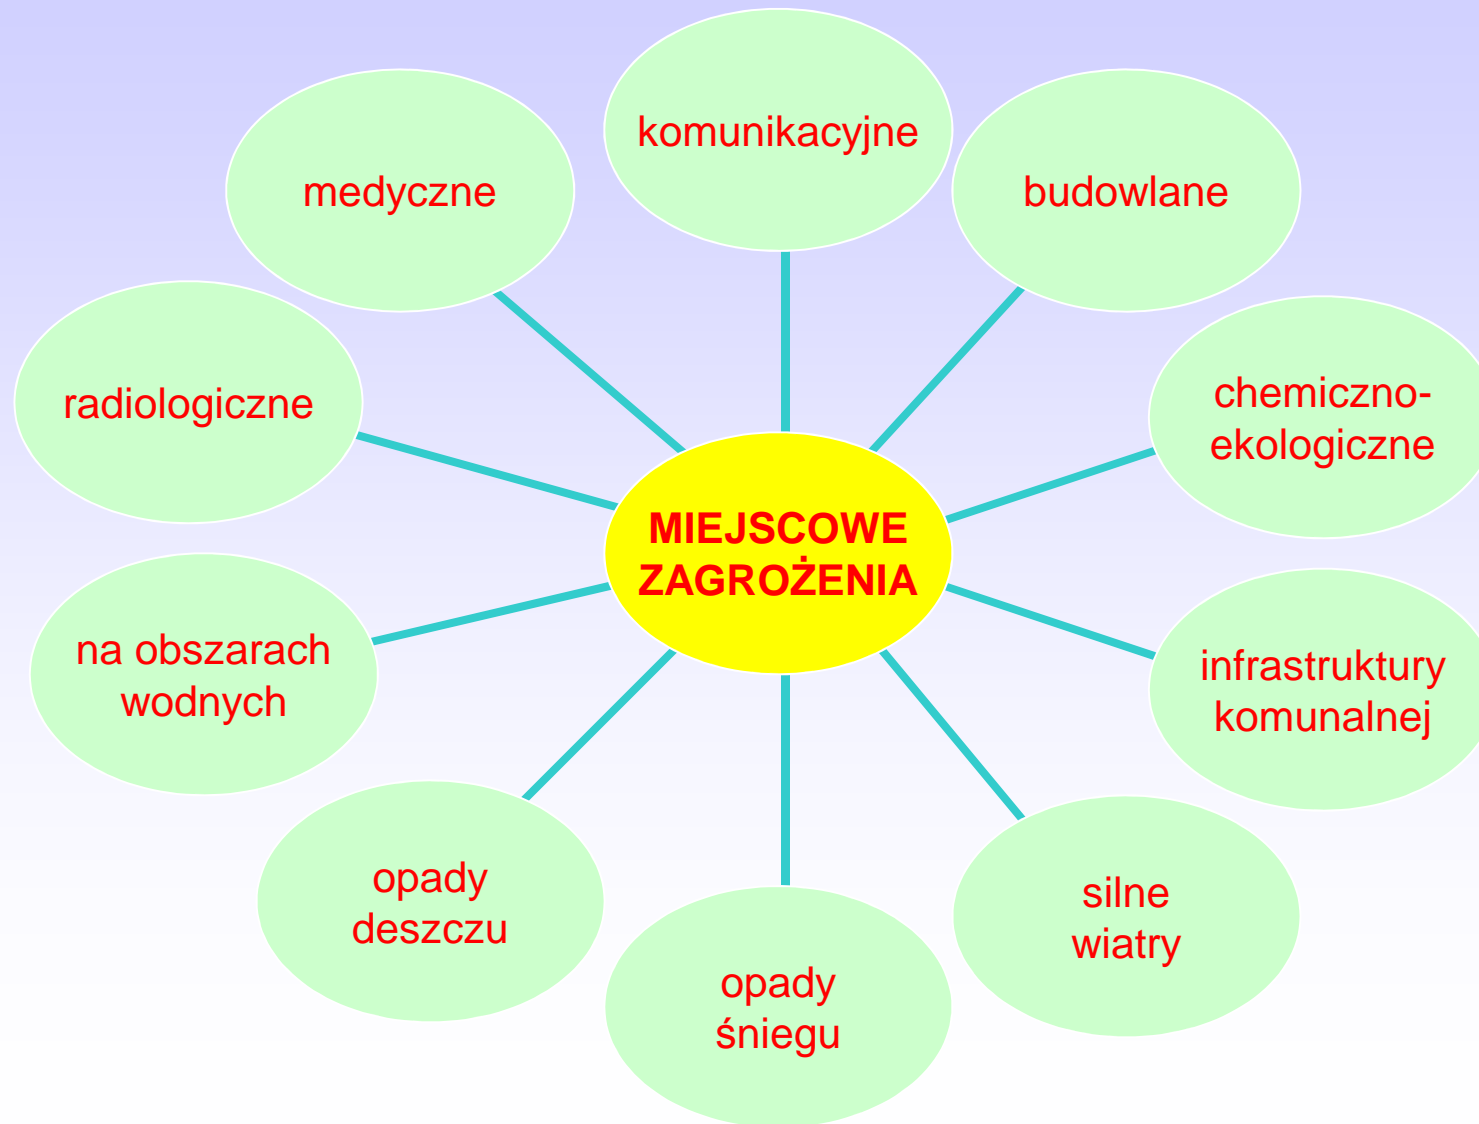 komunikacyjne
medyczne
budowlane
radiologiczne
chemiczno-
ekologiczne
MIEJSCOWE
ZAGROŻENIA
na obszarach
wodnych
infrastruktury
komunalnej
opady
deszczu
silne
wiatry
opady
śniegu